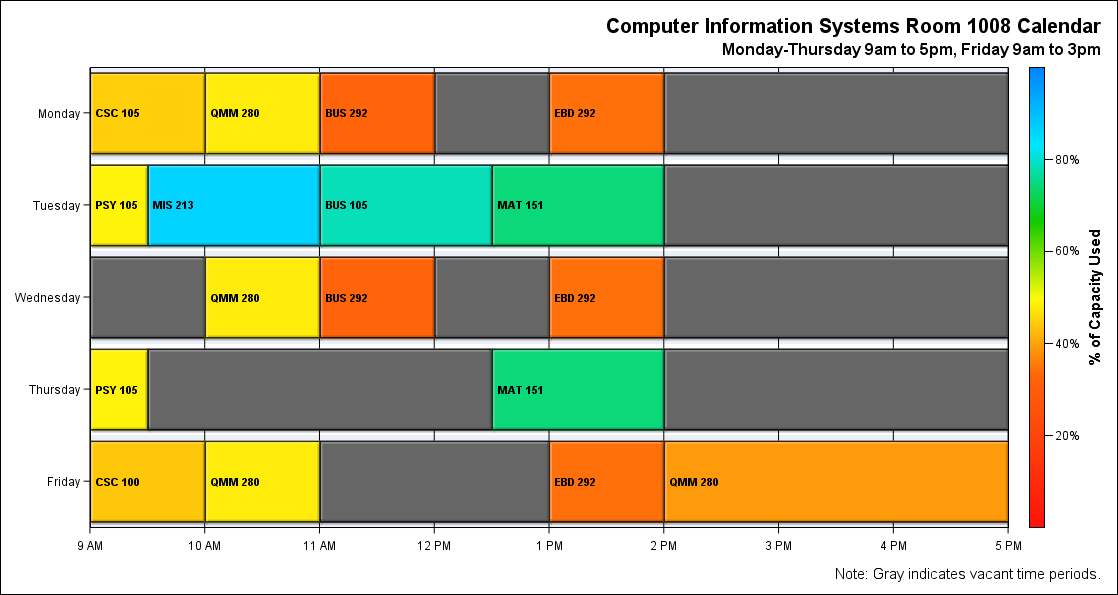 Computer Information Systems Room 1008 Calendar
Monday-Thursday 9am to 5pm, Friday 9am to 3pm
Monday
CSC 105
QMM 280
BUS 292
EBD 292
Tuesday
PSY 105
MIS 213
BUS 105
MAT 151
Wednesday
QMM 280
BUS 292
EBD 292
Thursday
PSY 105
MAT 151
Friday
CSC 100
QMM 280
EBD 292
QMM 280
9 AM
10 AM
11 AM
12 PM
1 PM
2 PM
3 PM
4 PM
5 PM
80%
60%
40%
20%
% of Capacity Used
Note: Gray indicates vacant time periods.